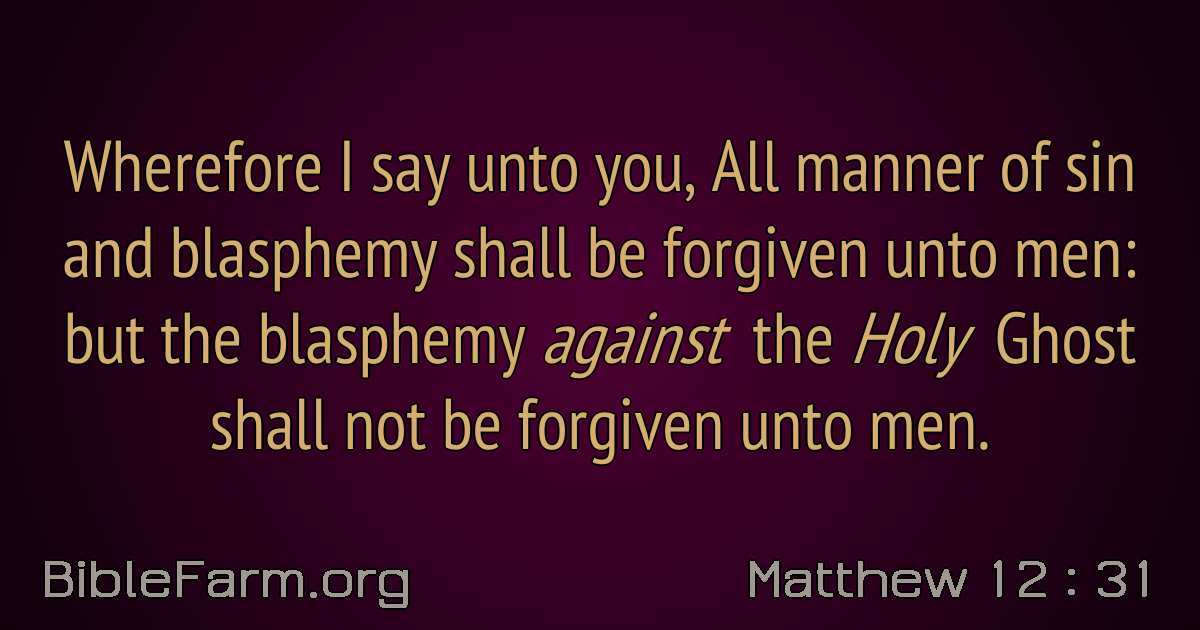 Wherefore I say unto you, All manner of sin
and blasphemy shall be forgiven unto men:
but the blasphemy against the Holy Ghost
shall not be forgiven unto men.
BibleFarm.org
Matthew 12 : 31